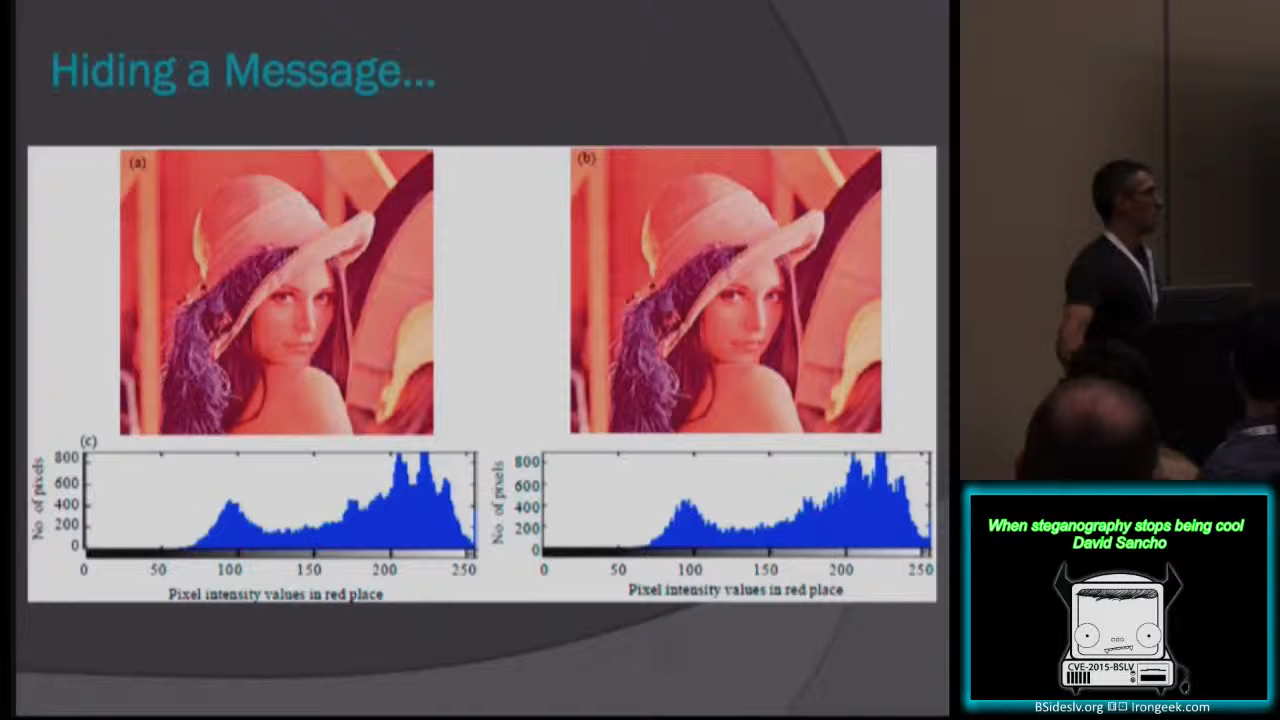 Hiding a Message...
(a)
(b)
(c)
No. of pixels
800
600
400
200
0
0 50 100 150 200 250
Pixel intensity values in red place
No. of pixels
800
600
400
200
0
0 50 100 150 200 250
Pixel intensity values in red place
When steganography stops being cool
David Sancho
CVE-2015-BSLV
BSideslv.org Irongeek.com